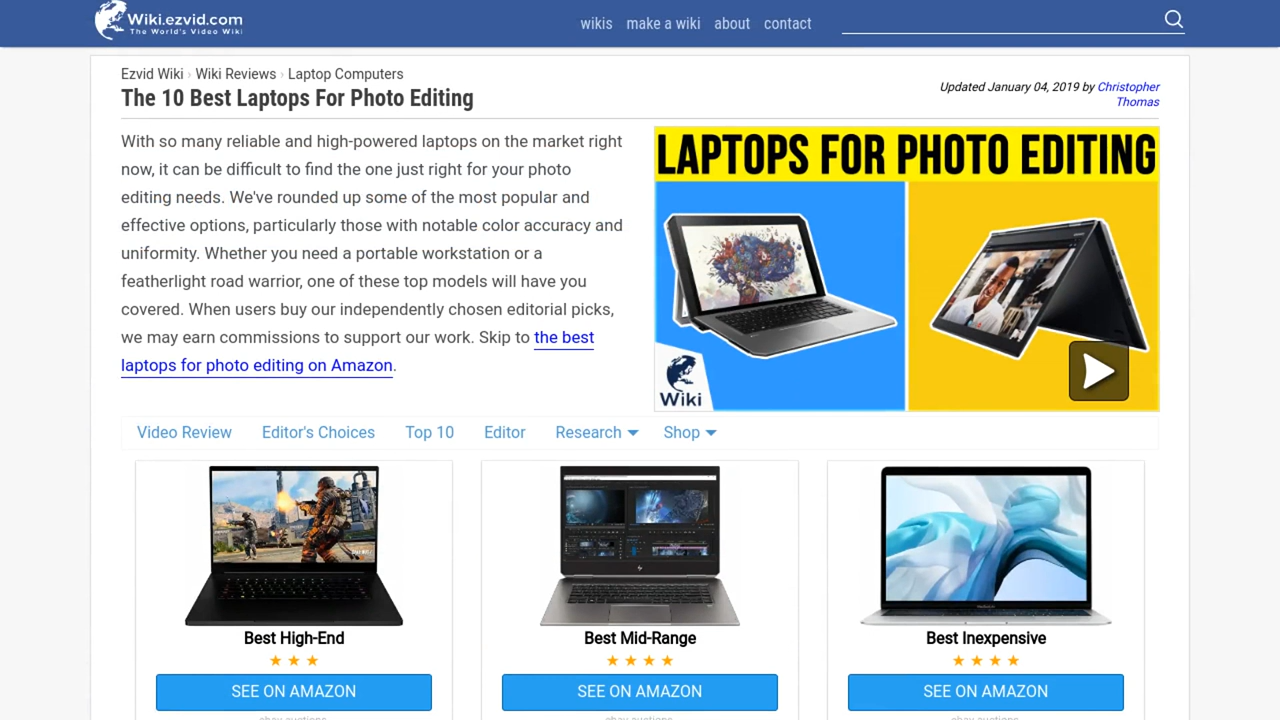 Wiki.ezvid.com
The World's Video Wiki
wikis make a wiki about contact
Ezvid Wiki › Wiki Reviews › Laptop Computers
The 10 Best Laptops For Photo Editing
Updated January 04, 2019 by Christopher
Thomas
With so many reliable and high-powered laptops on the market right
now, it can be difficult to find the one just right for your photo
editing needs. We've rounded up some of the most popular and
effective options, particularly those with notable color accuracy and
uniformity. Whether you need a portable workstation or a
featherlight road warrior, one of these top models will have you
covered. When users buy our independently chosen editorial picks,
we may earn commissions to support our work. Skip to the best
laptops for photo editing on Amazon.
LAPTOPS FOR PHOTO EDITING
Wiki
Video Review Editor's Choices Top 10 Editor Research Shop
Best High-End
SEE ON AMAZON
Best Mid-Range
SEE ON AMAZON
Best Inexpensive
SEE ON AMAZON